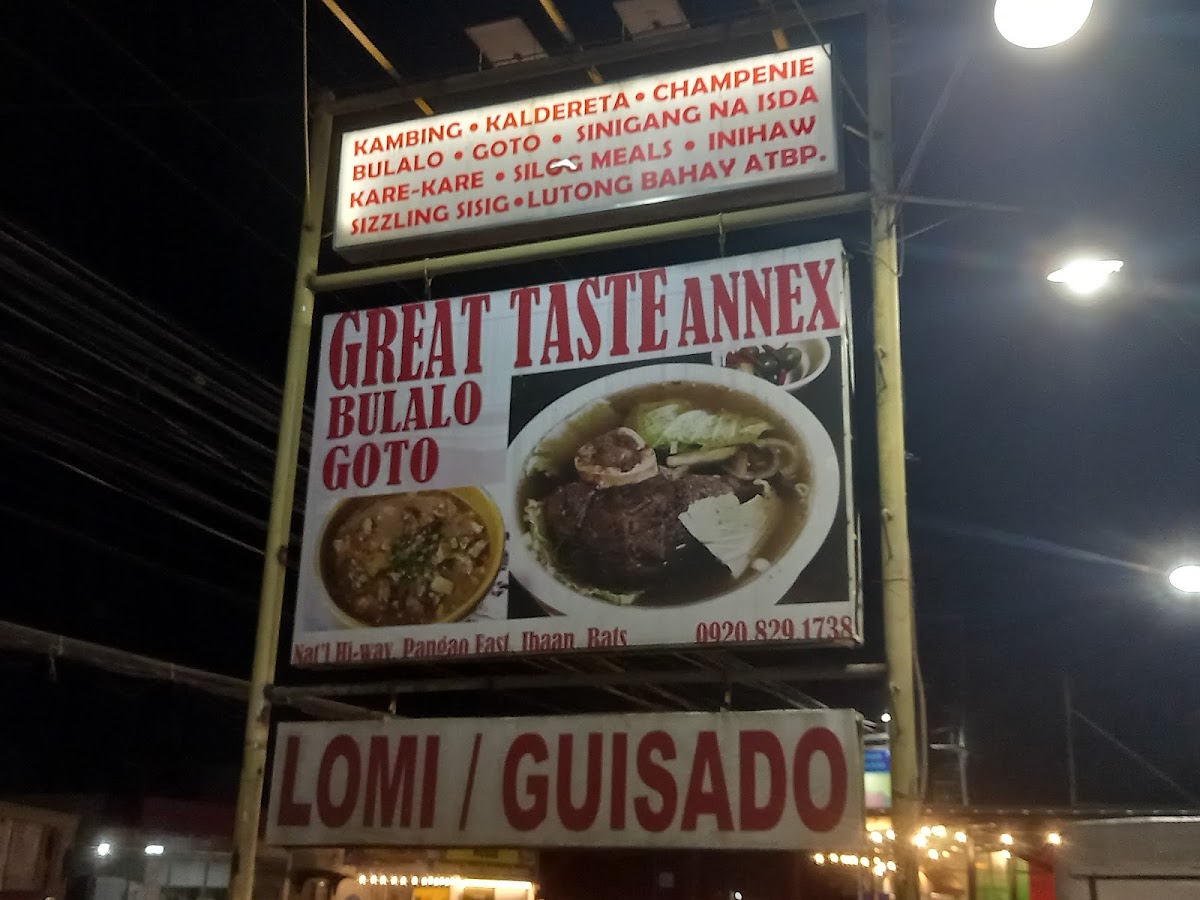 KAMBING • KALDERETA • CHAMPENIE
BULALO • GOTO • SINIGANG NA ISDA
KARE-KARE • SILOG MEALS • INIHAW
SIZZLING SISIG • LUTONG BAHAY ATBP.
GREAT TASTE ANNEX
BULALO
GOTO
Nat'l Hi-way, Pangao East, Ibaan, Bats 0920 829 1738
LOMI / GUISADO